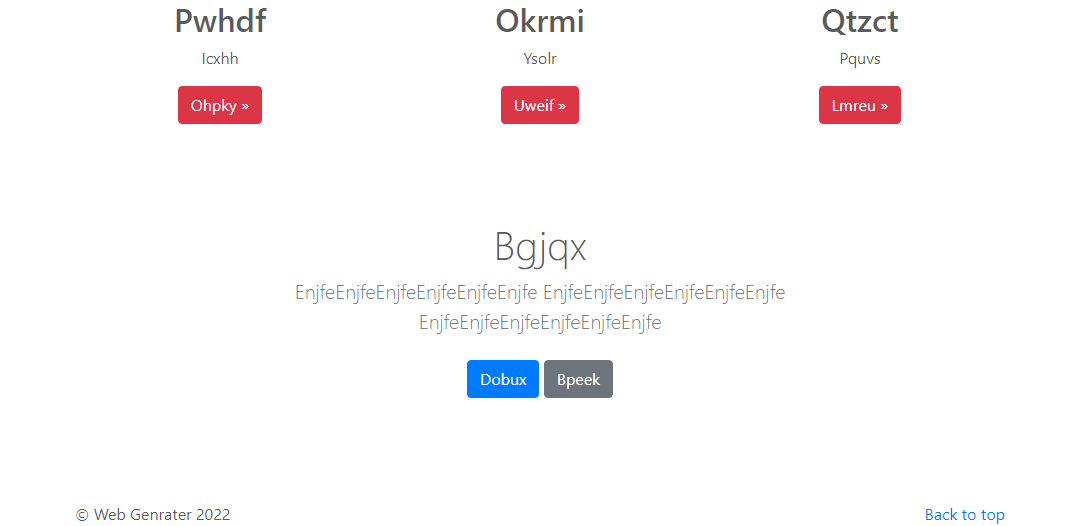 Pwhdf Okrmi Qtzct
Icxhh Ysolr Pquvs
Ohpky » Uweif » Lmreu »
Bgjqx
EnjfeEnjfeEnjfeEnjfeEnjfeEnjfe EnjfeEnjfeEnjfeEnjfeEnjfeEnjfe
EnjfeEnjfeEnjfeEnjfeEnjfeEnjfe
Dobux Bpeek
© Web Genrater 2022 Back to top